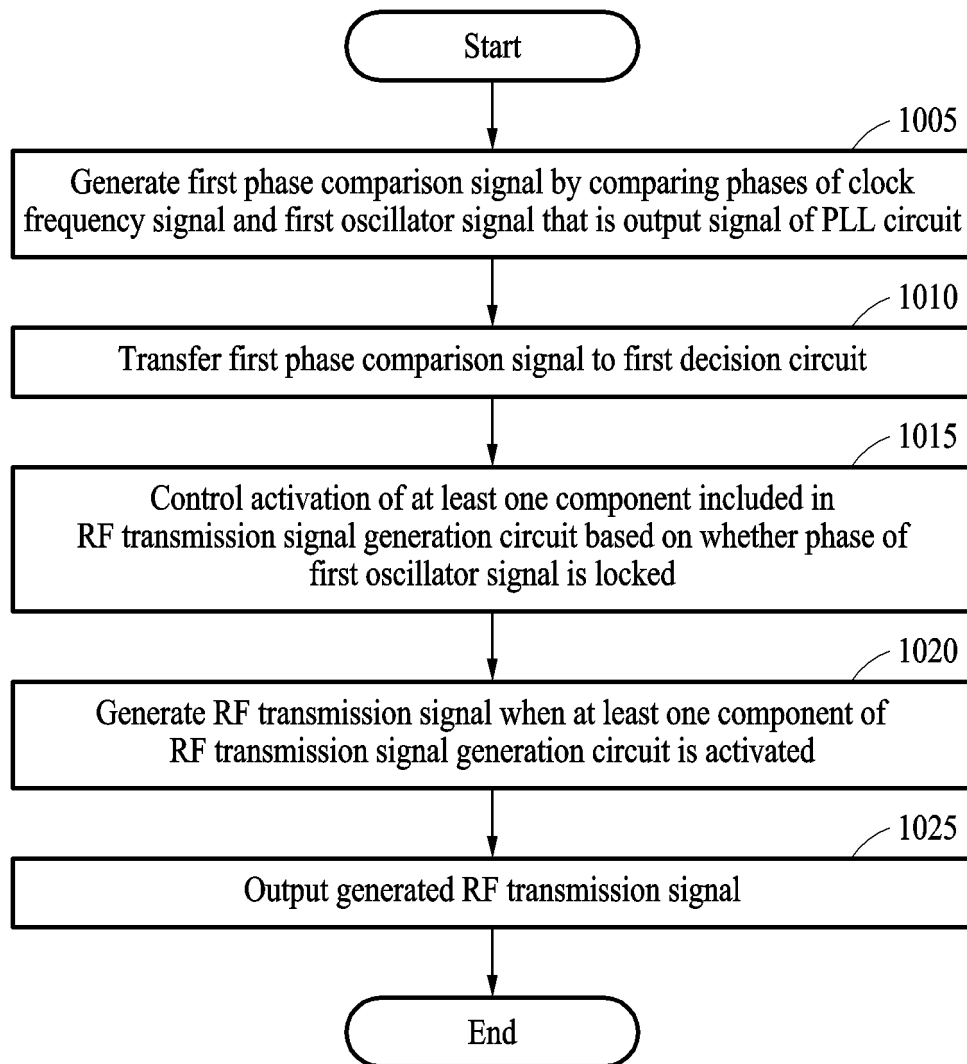 Start
1005
Generate first phase comparison signal by comparing phases of clock
frequency signal and first oscillator signal that is output signal of PLL circuit
1010
Transfer first phase comparison signal to first decision circuit
1015
Control activation of at least one component included in
RF transmission signal generation circuit based on whether phase of
first oscillator signal is locked
1020
Generate RF transmission signal when at least one component of
RF transmission signal generation circuit is activated
1025
Output generated RF transmission signal
End